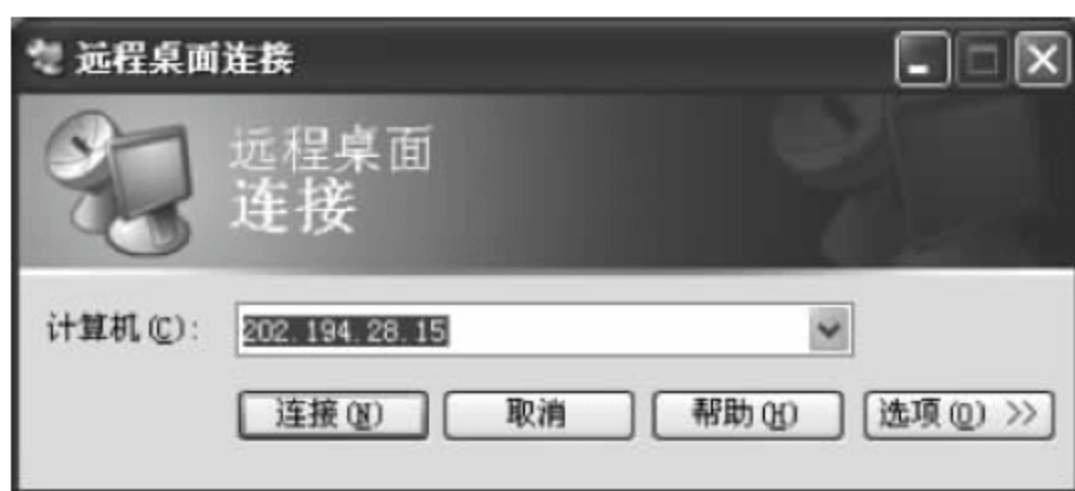 远程桌面连接
远程桌面
连接
计算机(C): 202.194.28.15
连接(N) 取消 帮助(H) 选项(O) >>